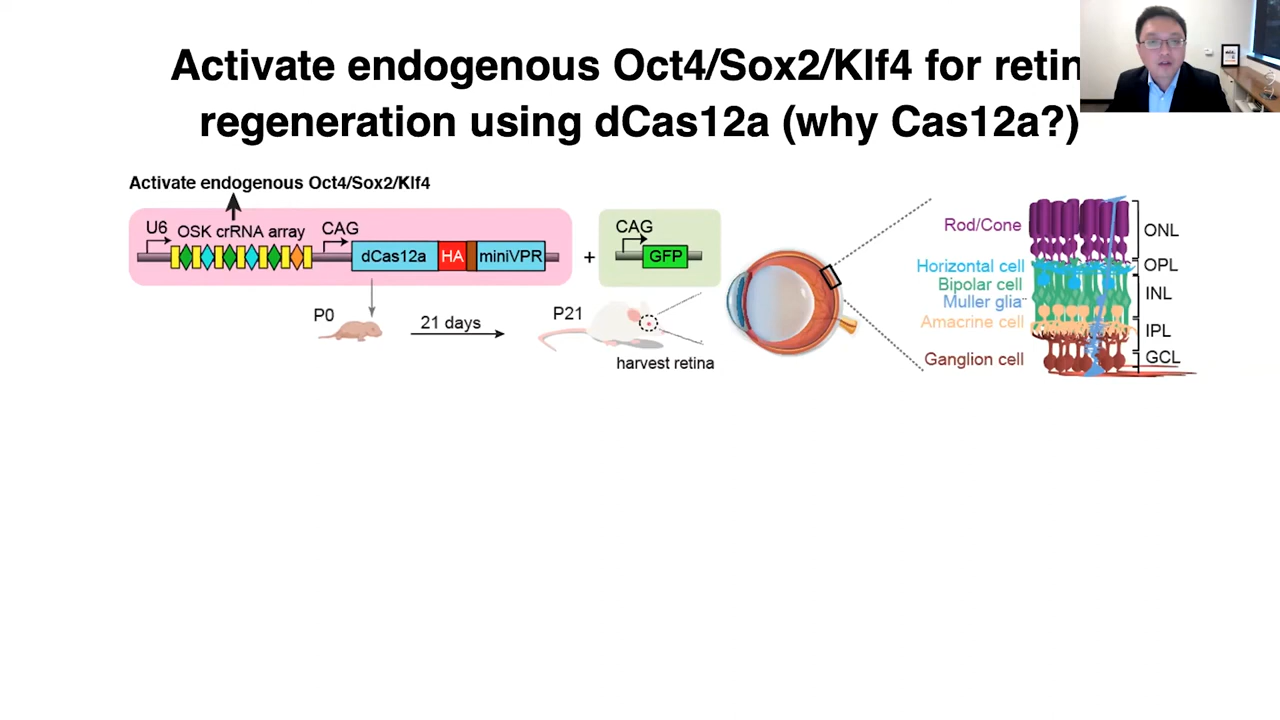 Activate endogenous Oct4/Sox2/Klf4 for retin
regeneration using dCas12a (why Cas12a?)
Activate endogenous Oct4/Sox2/Klf4
U6
OSK crRNA array
CAG
dCas12a
HA
miniVPR
+
CAG
GFP
P0
21 days
P21
harvest retina
Rod/Cone
Horizontal cell
Bipolar cell
Muller glia
Amacrine cell
Ganglion cell
ONL
OPL
INL
IPL
GCL